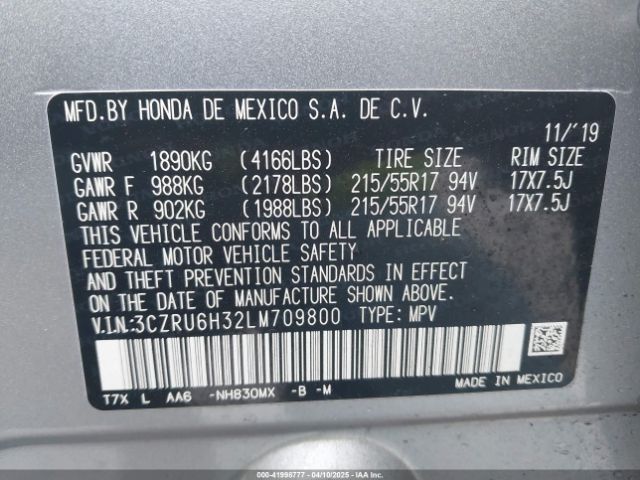 MFD.BY HONDA DE MEXICO S.A. DE C.V.
11/'19
GVWR 1890KG (4166LBS) TIRE SIZE RIM SIZE
GAWR F 988KG (2178LBS) 215/55R17 94V 17X7.5J
GAWR R 902KG (1988LBS) 215/55R17 94V 17X7.5J
THIS VEHICLE CONFORMS TO ALL APPLICABLE
FEDERAL MOTOR VEHICLE SAFETY
AND THEFT PREVENTION STANDARDS IN EFFECT
ON THE DATE OF MANUFACTURE SHOWN ABOVE.
V.I.N:3CZRU6H32LM709800 TYPE: MPV
T7X L AA6 -NH830MX -B -M
MADE IN MEXICO
000-41998777 - 04/10/2025 - IAA Inc.